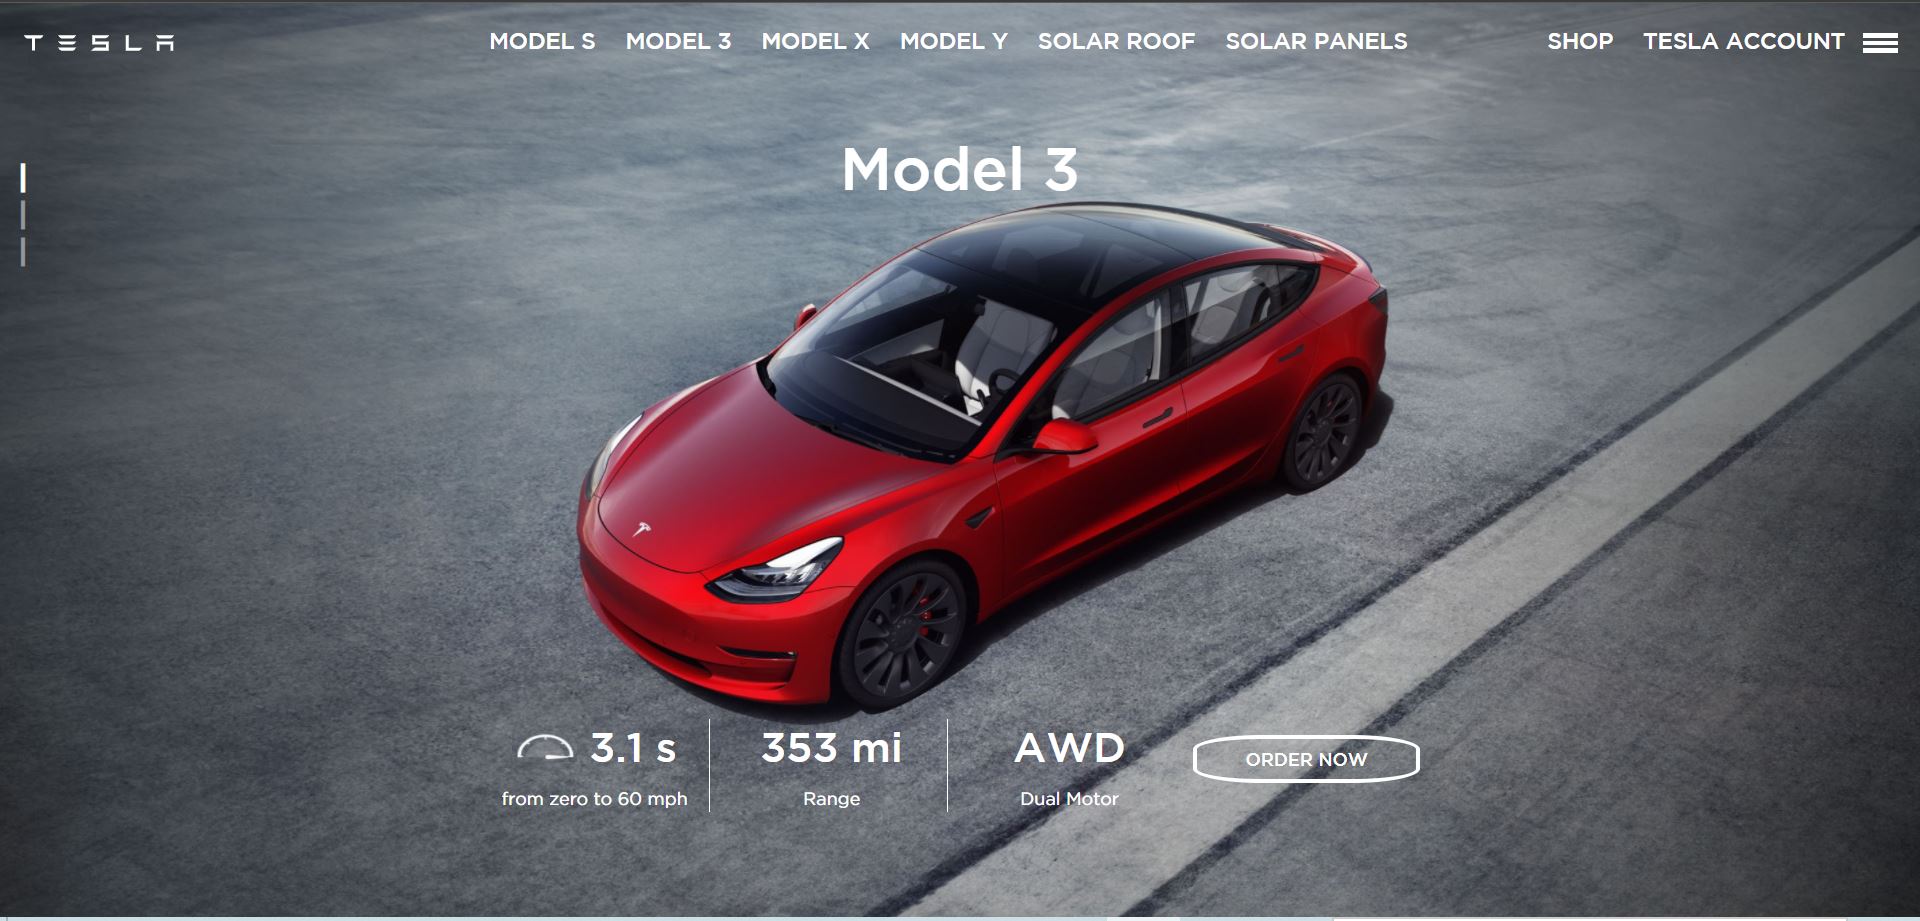 TESLA MODEL S MODEL 3 MODEL X MODEL Y SOLAR ROOF SOLAR PANELS SHOP TESLA ACCOUNT
Model 3
3.1 s 353 mi AWD ORDER NOW
from zero to 60 mph Range Dual Motor